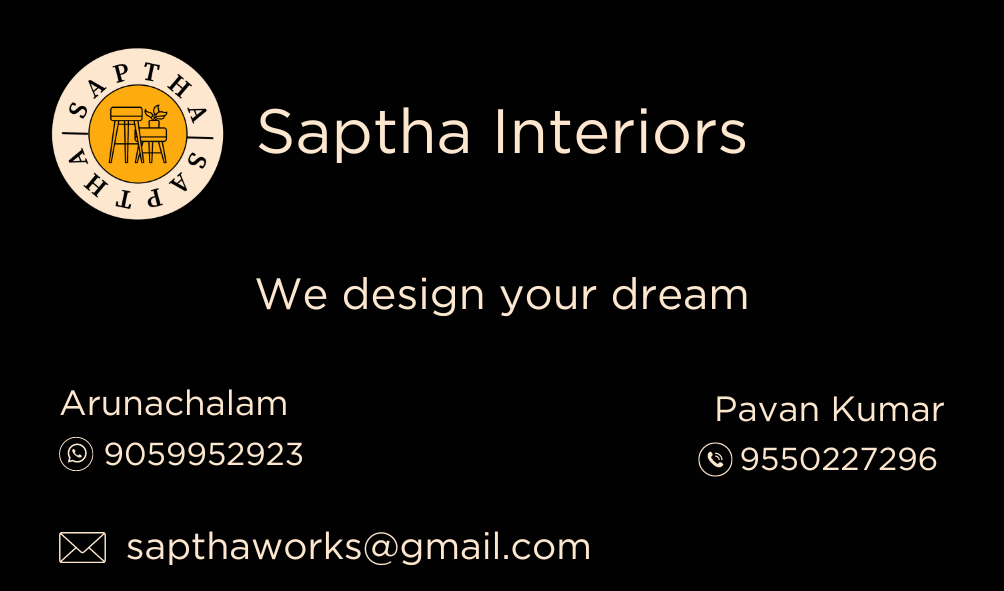 SAPTHA
SAPTHA
Saptha Interiors
We design your dream
Arunachalam
9059952923
Pavan Kumar
9550227296
sapthaworks@gmail.com